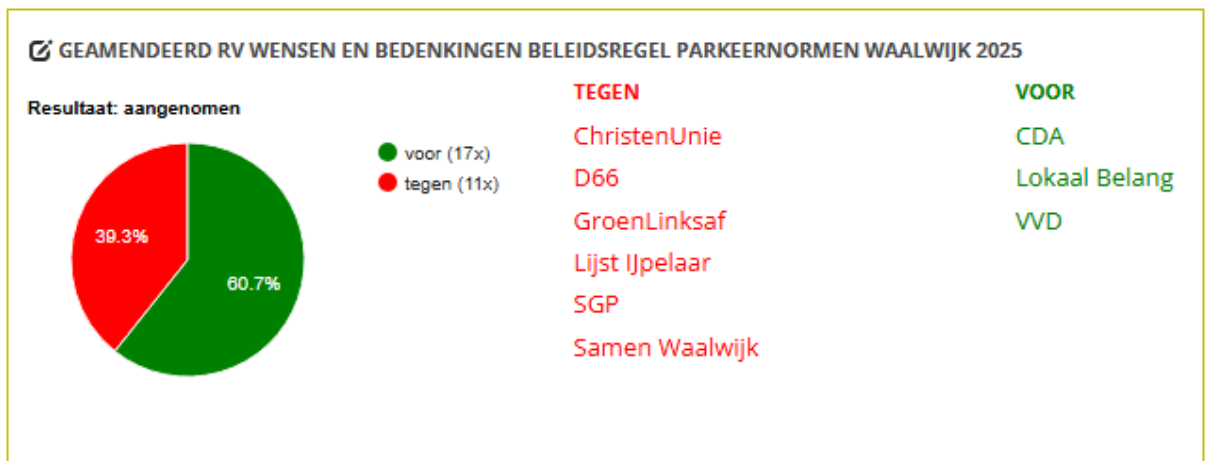 GEAMENDEERD RV WENSEN EN BEDENKINGEN BELEIDSREGEL PARKEERNORMEN WAALWIJK 2025
Resultaat: aangenomen
39.3%
60.7%
voor (17x)
tegen (11x)
TEGEN
ChristenUnie
D66
GroenLinksaf
Lijst IJpelaar
SGP
Samen Waalwijk
VOOR
CDA
Lokaal Belang
VVD